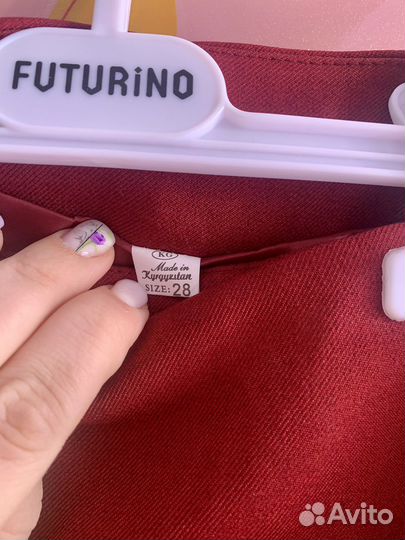 FUTURiNO
KG
Made in
Kyrgyzstan
SIZE: 28
Avito